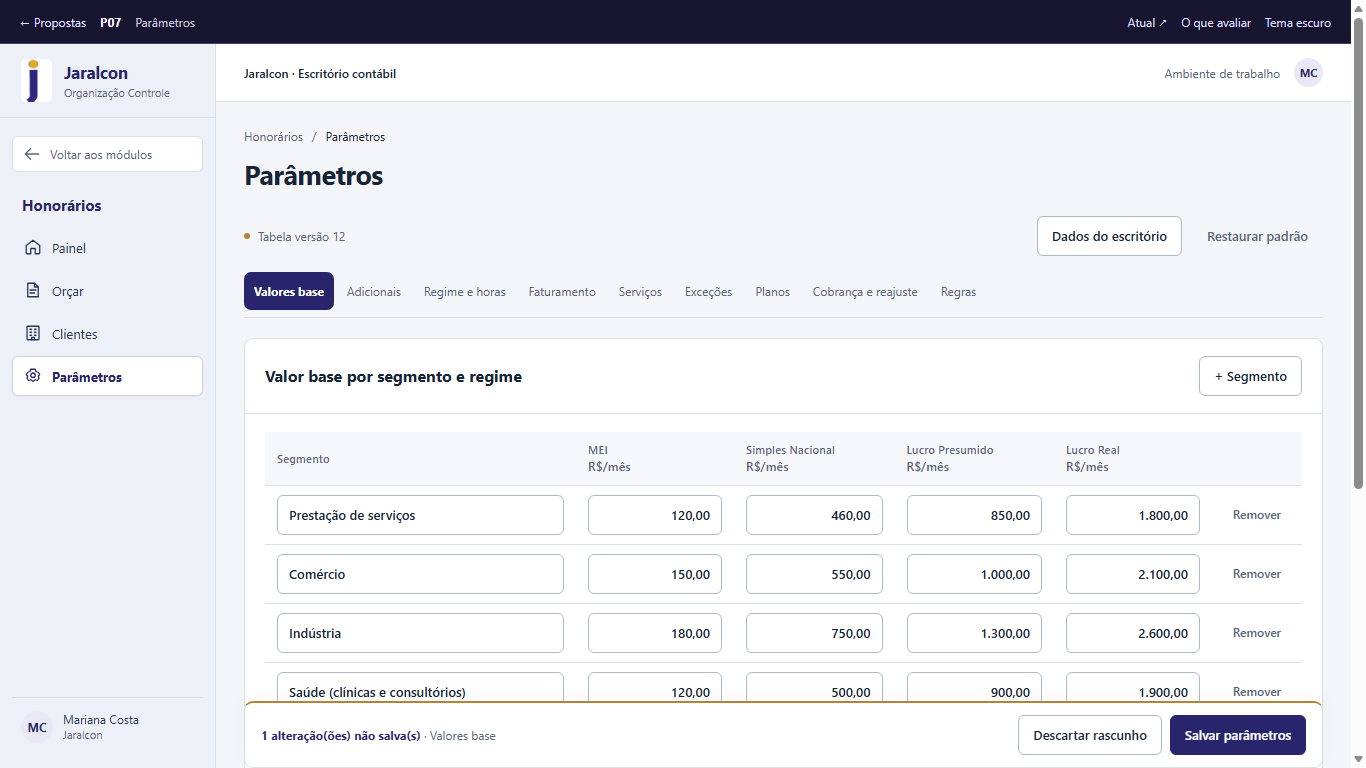 ← Propostas P07 Parâmetros Atual ↗ O que avaliar Tema escuro
Jaralcon
Organização Controle
Jaralcon · Escritório contábil
Ambiente de trabalho MC
Voltar aos módulos
Honorários
Painel
Orçar
Clientes
Parâmetros
Honorários / Parâmetros
Parâmetros
Tabela versão 12
Dados do escritório
Restaurar padrão
Valores base Adicionais Regime e horas Faturamento Serviços Exceções Planos Cobrança e reajuste Regras
Valor base por segmento e regime
+ Segmento
Segmento
MEI
R$/mês
Simples Nacional
R$/mês
Lucro Presumido
R$/mês
Lucro Real
R$/mês
Prestação de serviços 120,00 460,00 850,00 1.800,00 Remover
Comércio 150,00 550,00 1.000,00 2.100,00 Remover
Indústria 180,00 750,00 1.300,00 2.600,00 Remover
Saúde (clínicas e consultórios) 120,00 500,00 900,00 1.900,00 Remover
1 alteração(ões) não salva(s) · Valores base
Descartar rascunho
Salvar parâmetros
MC
Mariana Costa
Jaralcon